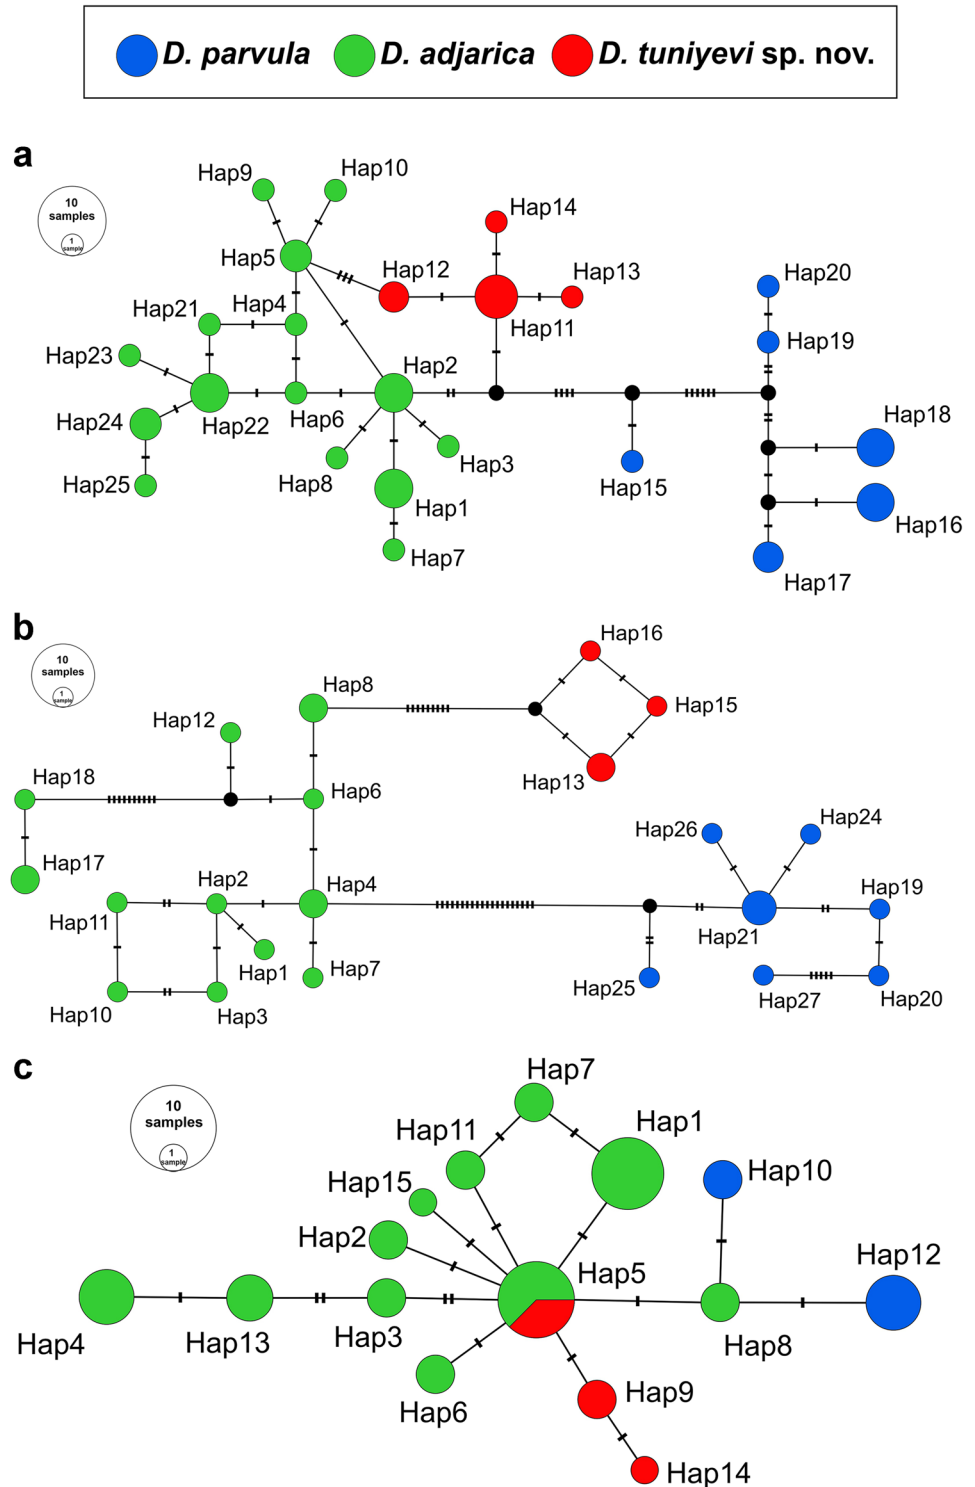 D. parvula D. adjarica D. tuniyevi sp. nov.
a
10
samples
1
sample
Hap9
Hap10
Hap5
Hap14
Hap12
Hap13
Hap11
Hap20
Hap19
Hap21
Hap4
Hap23
Hap2
Hap24
Hap22
Hap6
Hap18
Hap3
Hap8
Hap25
Hap15
Hap1
Hap16
Hap7
Hap17
b
10
samples
1
sample
Hap16
Hap8
Hap15
Hap12
Hap13
Hap18
Hap6
Hap26
Hap24
Hap17
Hap2
Hap4
Hap19
Hap11
Hap21
Hap1
Hap7
Hap25
Hap27
Hap20
Hap10
Hap3
c
10
samples
1
sample
Hap7
Hap1
Hap11
Hap10
Hap15
Hap2
Hap5
Hap12
Hap4
Hap13
Hap3
Hap8
Hap6
Hap9
Hap14